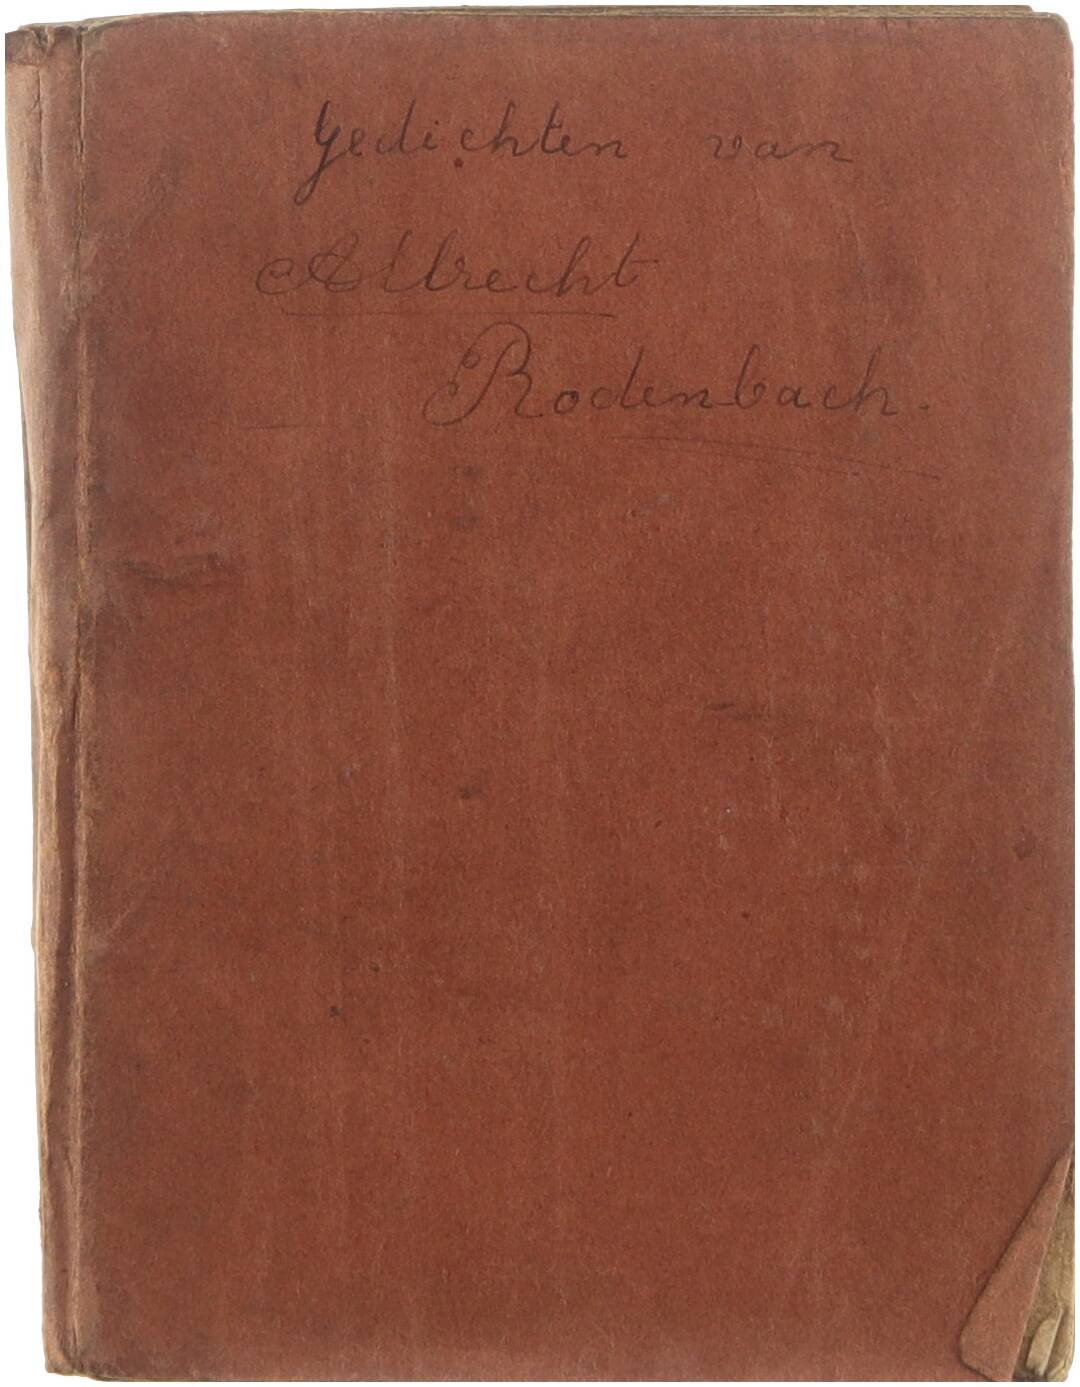 Gedichten van
Albrecht
Rodenbach.